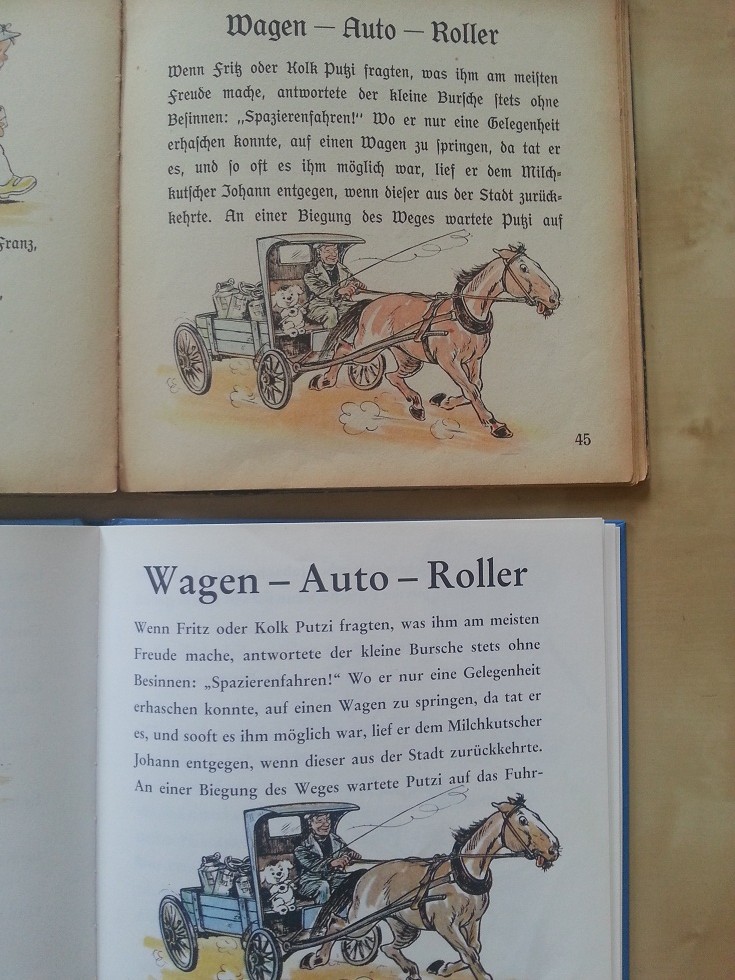 Franz,
Wagen – Auto – Roller
Wenn Fritz oder Kolk Putzi fragten, was ihm am meiſten
Freude mache, antwortete der kleine Burſche ſtets ohne
Beſinnen: „Spazierenfahren!“ Wo er nur eine Gelegenheit
erhaſchen konnte, auf einen Wagen zu ſpringen, da tat er
es, und ſo oft es ihm möglich war, lief er dem Milch-
kutſcher Johann entgegen, wenn dieſer aus der Stadt zurück-
kehrte. An einer Biegung des Weges wartete Putzi auf
45
Wagen – Auto – Roller
Wenn Fritz oder Kolk Putzi fragten, was ihm am meisten
Freude mache, antwortete der kleine Bursche stets ohne
Besinnen: „Spazierenfahren!“ Wo er nur eine Gelegenheit
erhaschen konnte, auf einen Wagen zu springen, da tat er
es, und sooft es ihm möglich war, lief er dem Milchkutscher
Johann entgegen, wenn dieser aus der Stadt zurückkehrte.
An einer Biegung des Weges wartete Putzi auf das Fuhr-